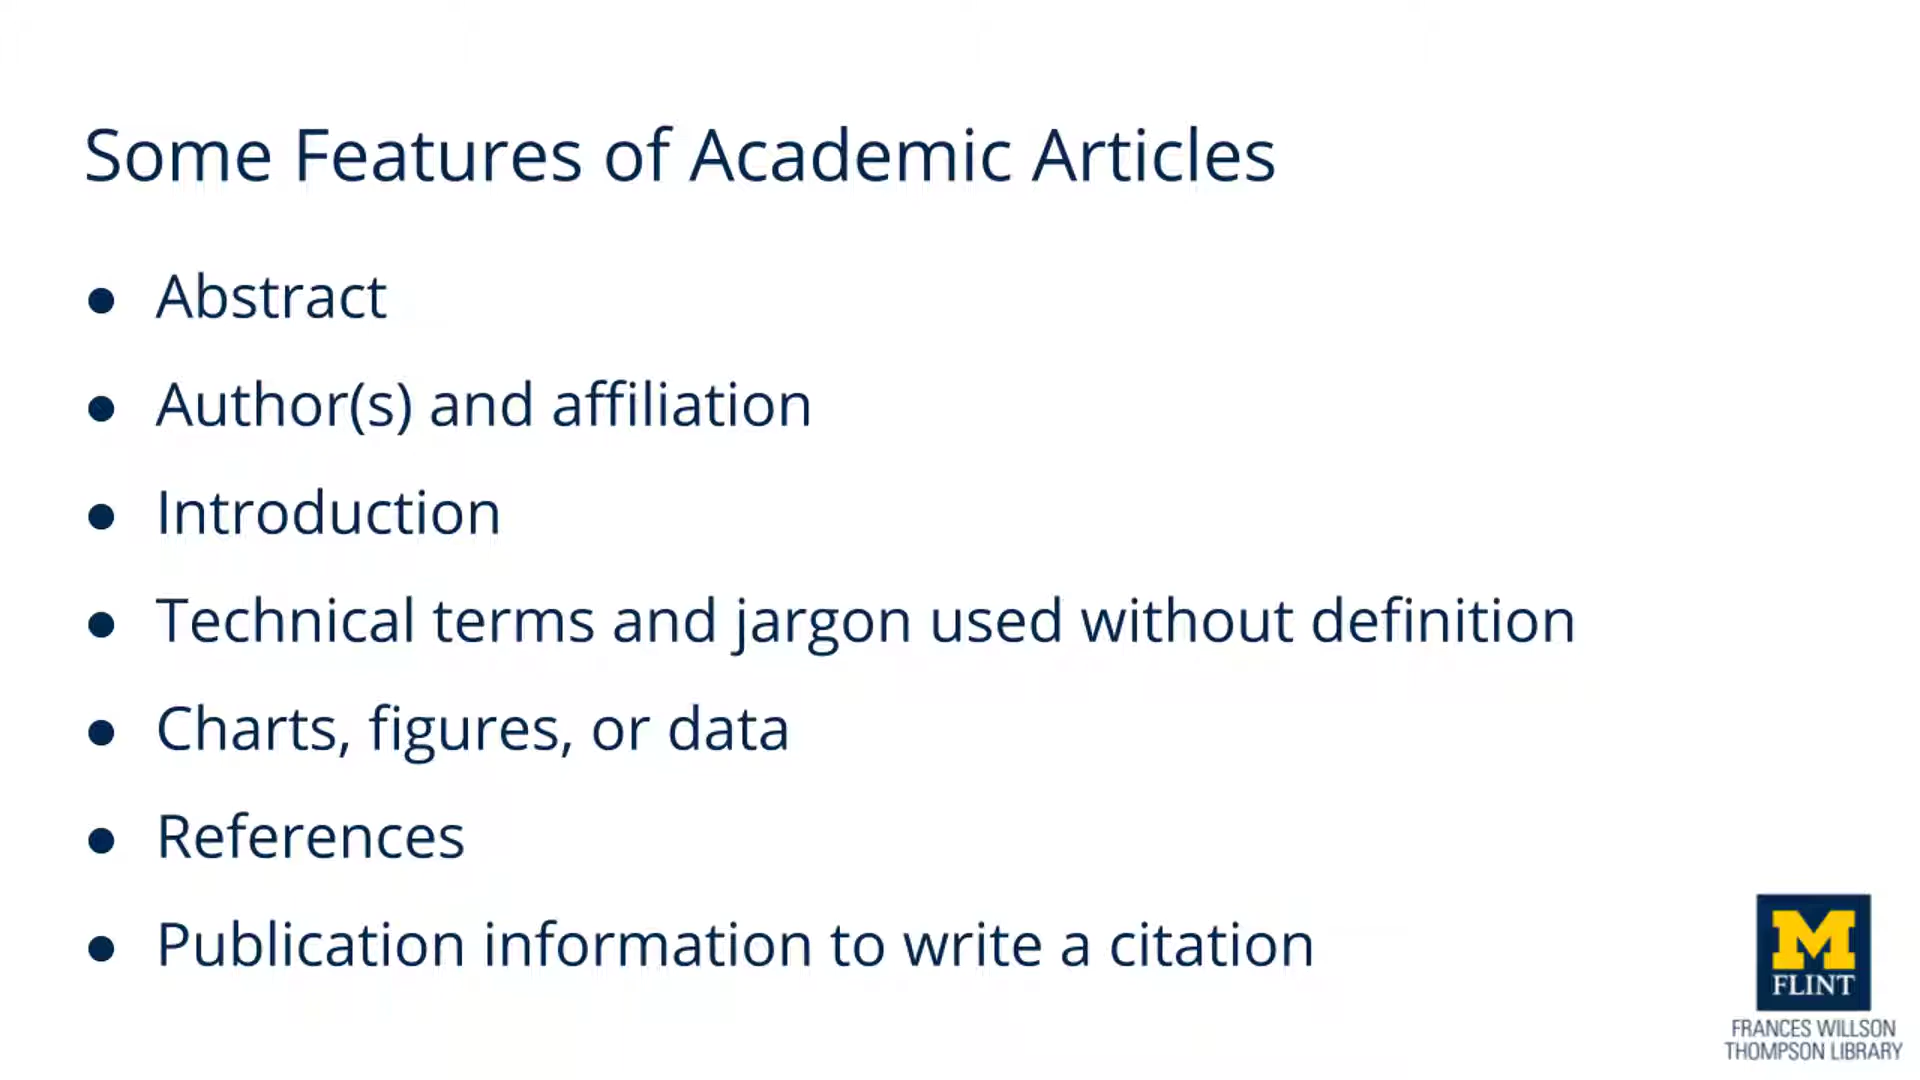 Some Features of Academic Articles
● Abstract
● Author(s) and affiliation
● Introduction
● Technical terms and jargon used without definition
● Charts, figures, or data
● References
● Publication information to write a citation
M
FLINT
FRANCES WILLSON
THOMPSON LIBRARY